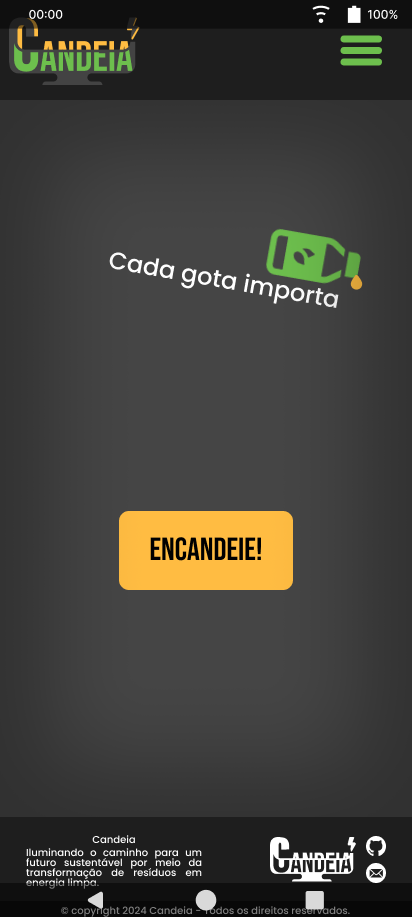 00:00
100%
CANDEIA
Cada gota importa
ENCANDEIE!
Candeia
Iluminando o caminho para um
futuro sustentável por meio da
transformação de resíduos em
energia limpa.
CANDEIA
© copyright 2024 Candeia - Todos os direitos reservados.